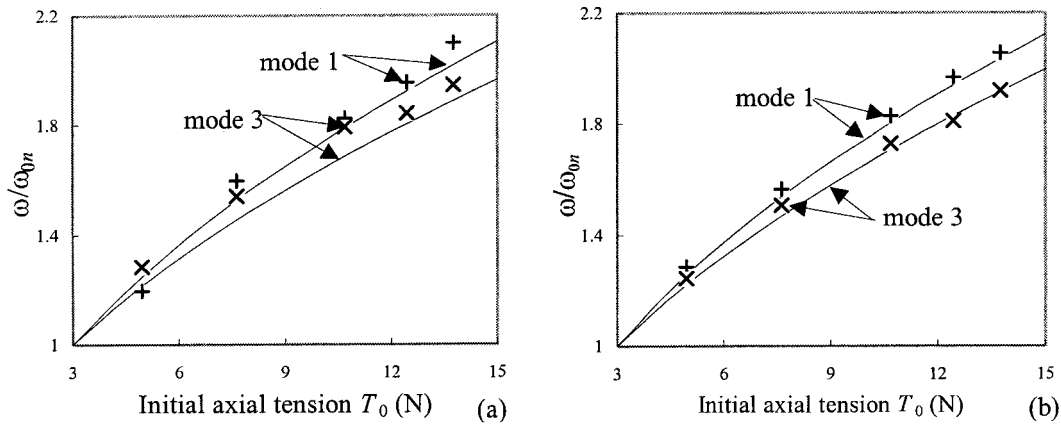 2.2
1.8
1.4
1
ω/ω0n
mode 1
mode 3
3 6 9 12 15
Initial axial tension T0 (N)
(a)
2.2
1.8
1.4
1
ω/ω0n
mode 1
mode 3
3 6 9 12 15
Initial axial tension T0 (N)
(b)